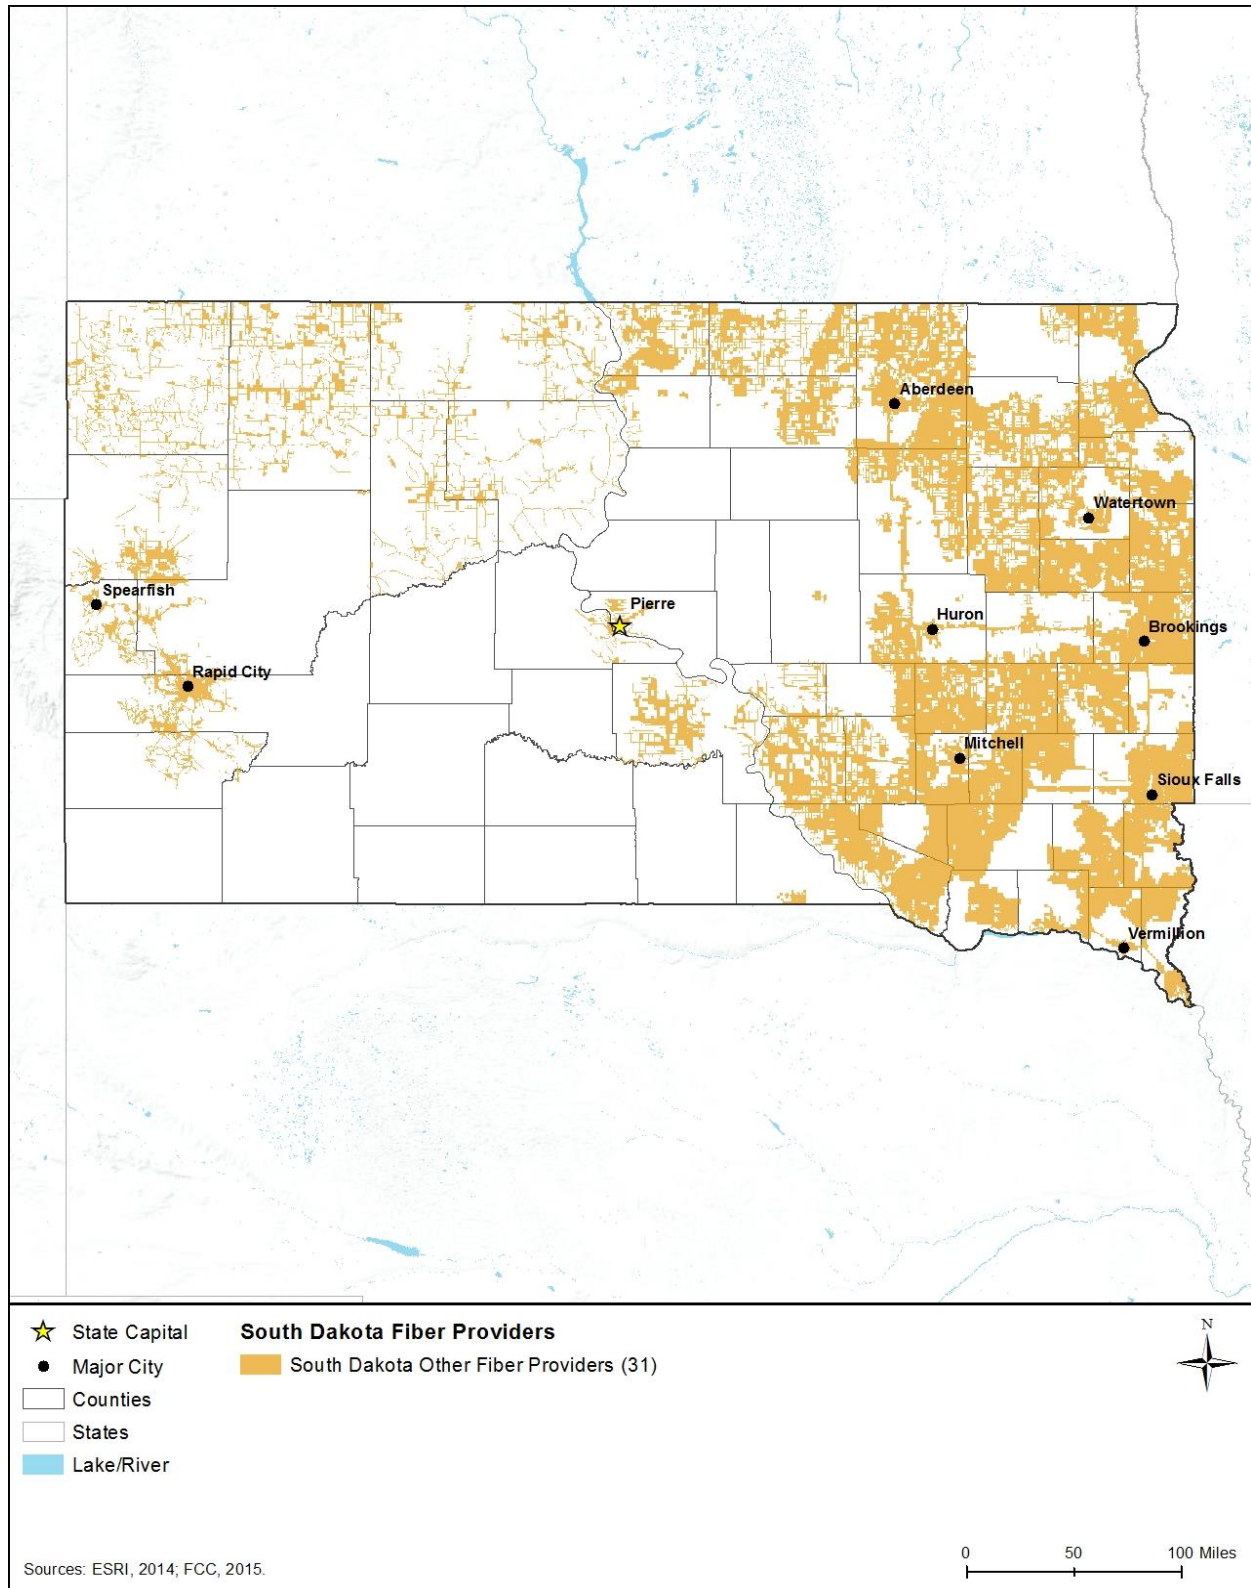 Aberdeen
Watertown
Spearfish
Pierre
Huron
Brookings
Rapid City
Mitchell
Sioux Falls
Vermillion
State Capital
Major City
Counties
States
Lake/River
South Dakota Fiber Providers
South Dakota Other Fiber Providers (31)
N
0 50 100 Miles
Sources: ESRI, 2014; FCC, 2015.